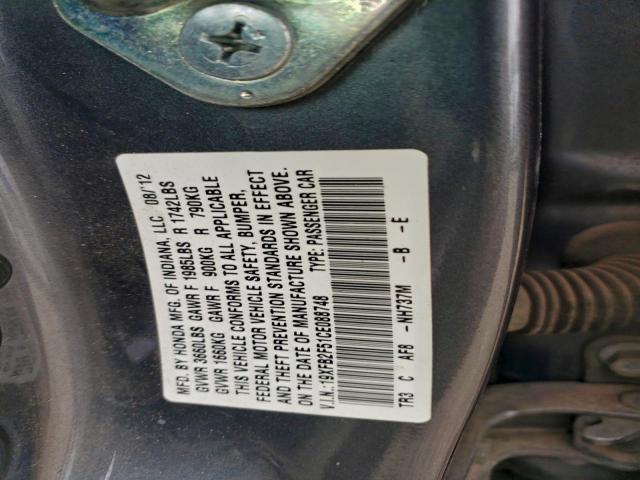 MFD. BY HONDA MFG. OF INDIANA, LLC 08/'12
GVWR 3660LBS GAWR F 1985LBS R 1742LBS
GVWR 1660KG GAWR F 900KG R 790KG
THIS VEHICLE CONFORMS TO ALL APPLICABLE
FEDERAL MOTOR VEHICLE SAFETY, BUMPER,
AND THEFT PREVENTION STANDARDS IN EFFECT
ON THE DATE OF MANUFACTURE SHOWN ABOVE.
V.I.N.:19XFB2F51CE088748 TYPE: PASSENGER CAR
TR3 C AF8 -NH737M -B -E